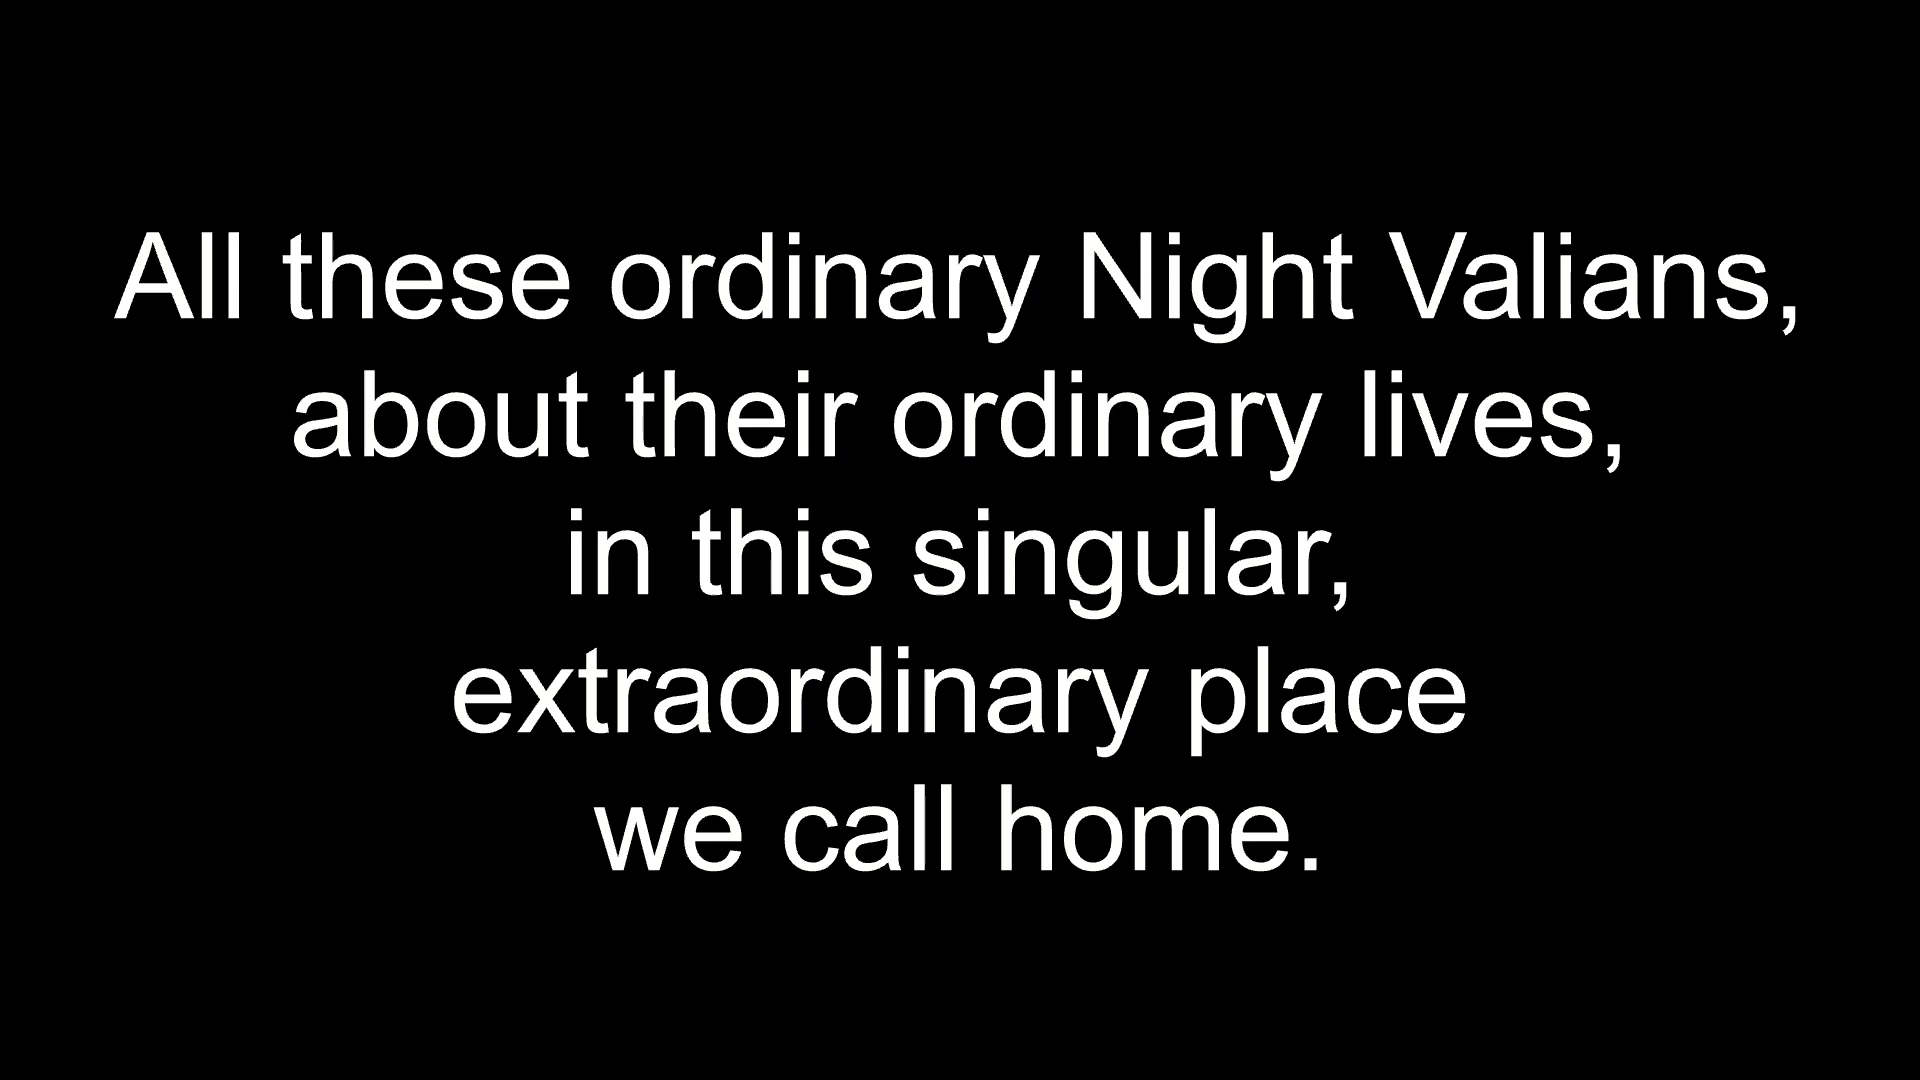 All these ordinary Night Valians,
about their ordinary lives,
in this singular,
extraordinary place
we call home.